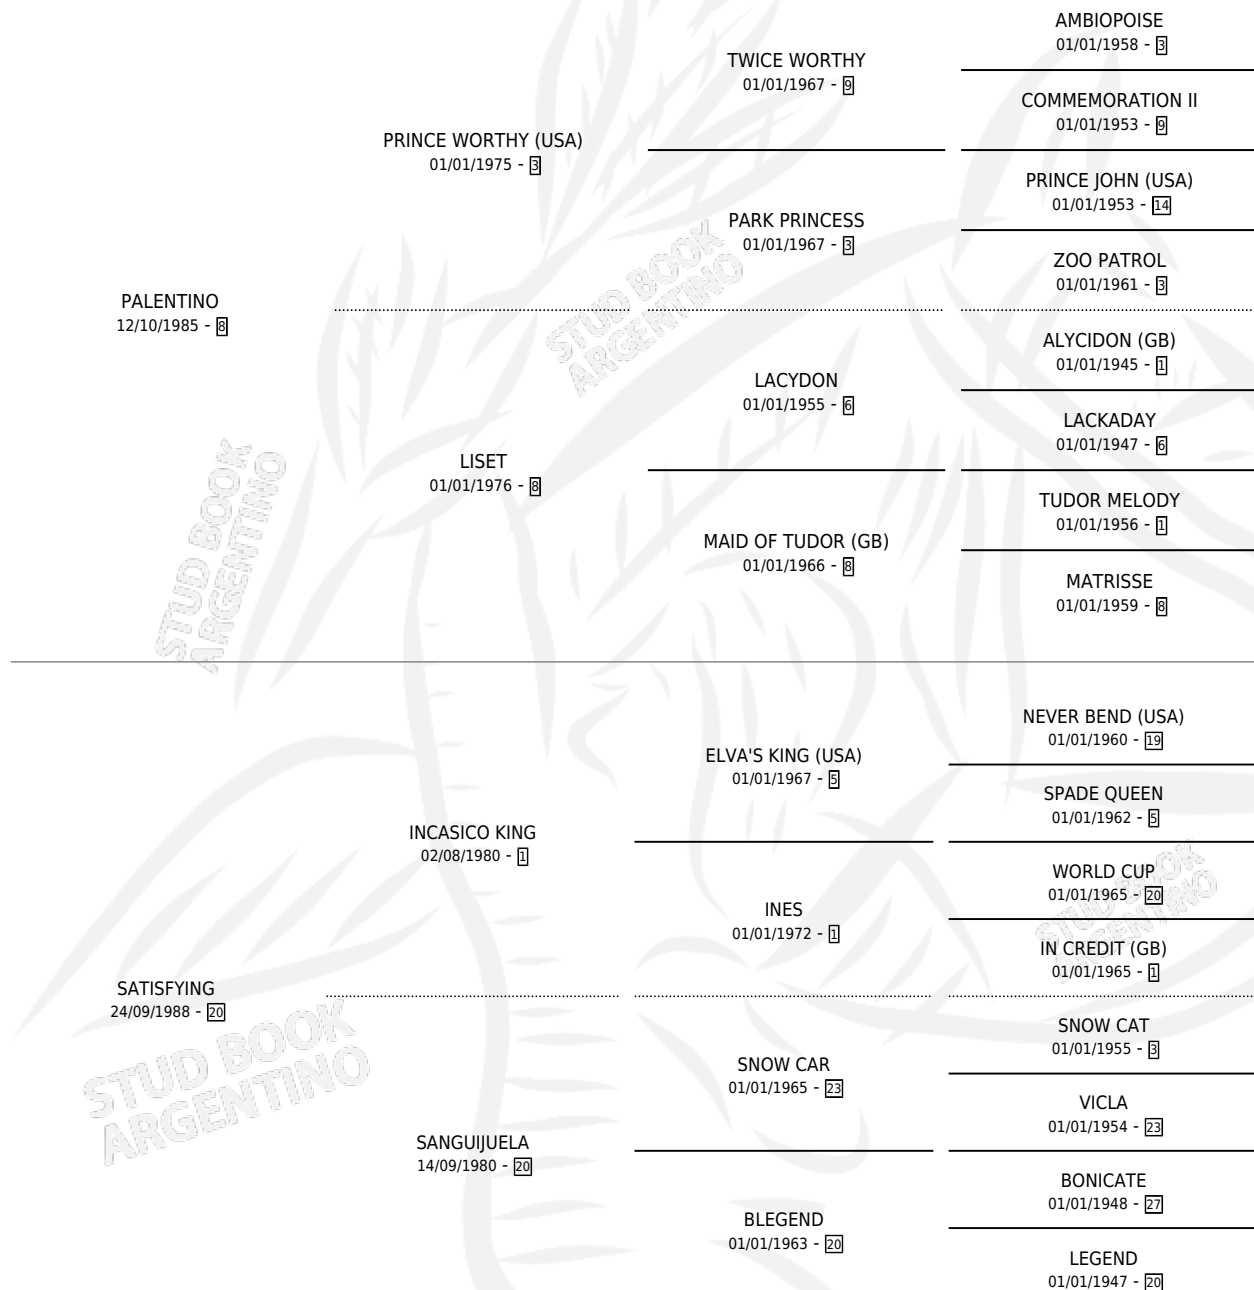 AMBIOPOISE
01/01/1958 - 3
TWICE WORTHY
01/01/1967 - 9
COMMEMORATION II
01/01/1953 - 9
PRINCE WORTHY (USA)
01/01/1975 - 3
PRINCE JOHN (USA)
01/01/1953 - 14
PARK PRINCESS
01/01/1967 - 3
ZOO PATROL
01/01/1961 - 3
PALENTINO
12/10/1985 - 8
ALYCIDON (GB)
01/01/1945 - 1
LACYDON
01/01/1955 - 6
LACKADAY
01/01/1947 - 6
LISET
01/01/1976 - 8
TUDOR MELODY
01/01/1956 - 1
MAID OF TUDOR (GB)
01/01/1966 - 8
MATRISSE
01/01/1959 - 8
NEVER BEND (USA)
01/01/1960 - 19
ELVA'S KING (USA)
01/01/1967 - 5
SPADE QUEEN
01/01/1962 - 5
INCASICO KING
02/08/1980 - 1
WORLD CUP
01/01/1965 - 20
INES
01/01/1972 - 1
IN CREDIT (GB)
01/01/1965 - 1
SATISFYING
24/09/1988 - 20
SNOW CAT
01/01/1955 - 3
SNOW CAR
01/01/1965 - 23
VICLA
01/01/1954 - 23
SANGUIJUELA
14/09/1980 - 20
BONICATE
01/01/1948 - 27
BLEGEND
01/01/1963 - 20
LEGEND
01/01/1947 - 20
STUD BOOK
ARGENTINO
STUD BOOK
ARGENTINO
STUD BOOK
ARGENTINO
STUD BOOK
ARGENTINO